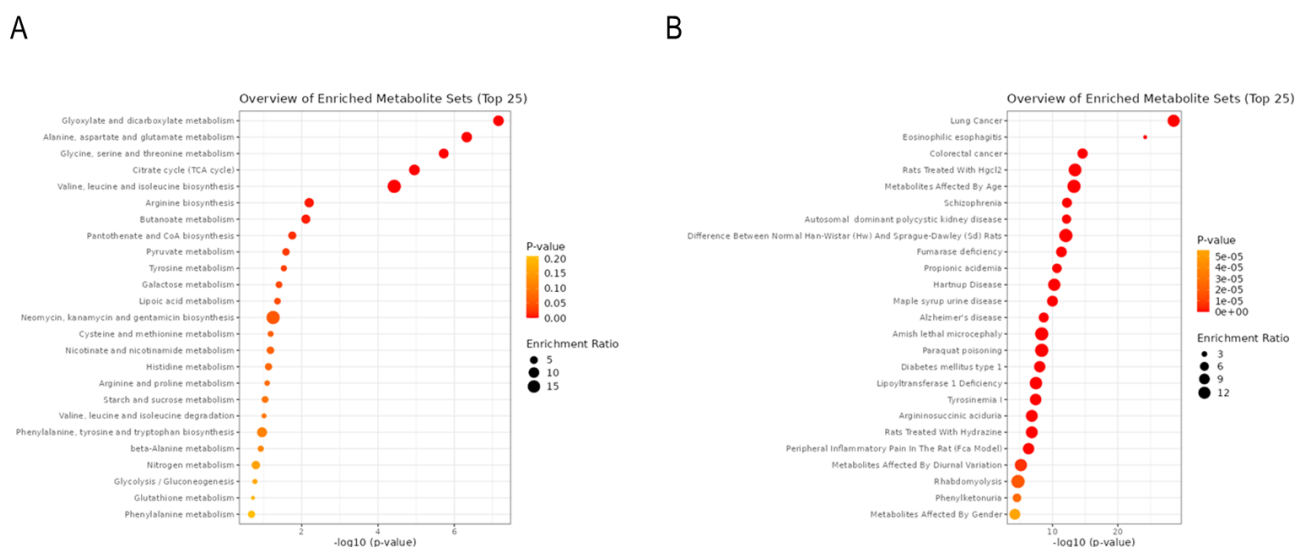 A
Overview of Enriched Metabolite Sets (Top 25)
Glyoxylate and dicarboxylate metabolism
Alanine, aspartate and glutamate metabolism
Glycine, serine and threonine metabolism
Citrate cycle (TCA cycle)
Valine, leucine and isoleucine biosynthesis
Arginine biosynthesis
Butanoate metabolism
Pantothenate and CoA biosynthesis
Pyruvate metabolism
Tyrosine metabolism
Galactose metabolism
Lipoic acid metabolism
Neomycin, kanamycin and gentamicin biosynthesis
Cysteine and methionine metabolism
Nicotinate and nicotinamide metabolism
Histidine metabolism
Arginine and proline metabolism
Starch and sucrose metabolism
Valine, leucine and isoleucine degradation
Phenylalanine, tyrosine and tryptophan biosynthesis
beta-Alanine metabolism
Nitrogen metabolism
Glycolysis / Gluconeogenesis
Glutathione metabolism
Phenylalanine metabolism
2 4 6
-log10 (p-value)
P-value
0.20
0.15
0.10
0.05
0.00
Enrichment Ratio
5
10
15
B
Overview of Enriched Metabolite Sets (Top 25)
Lung Cancer
Eosinophilic esophagitis
Colorectal cancer
Rats Treated With Hgcl2
Metabolites Affected By Age
Schizophrenia
Autosomal dominant polycystic kidney disease
Difference Between Normal Han-Wistar (Hw) And Sprague-Dawley (Sd) Rats
Fumarase deficiency
Propionic acidemia
Hartnup Disease
Maple syrup urine disease
Alzheimer's disease
Amish lethal microcephaly
Paraquat poisoning
Diabetes mellitus type 1
Lipoyltransferase 1 Deficiency
Tyrosinemia I
Argininosuccinic aciduria
Rats Treated With Hydrazine
Peripheral Inflammatory Pain In The Rat (Fca Model)
Metabolites Affected By Diurnal Variation
Rhabdomyolysis
Phenylketonuria
Metabolites Affected By Gender
10 20
-log10 (p-value)
P-value
5e-05
4e-05
3e-05
2e-05
1e-05
0e+00
Enrichment Ratio
3
6
9
12